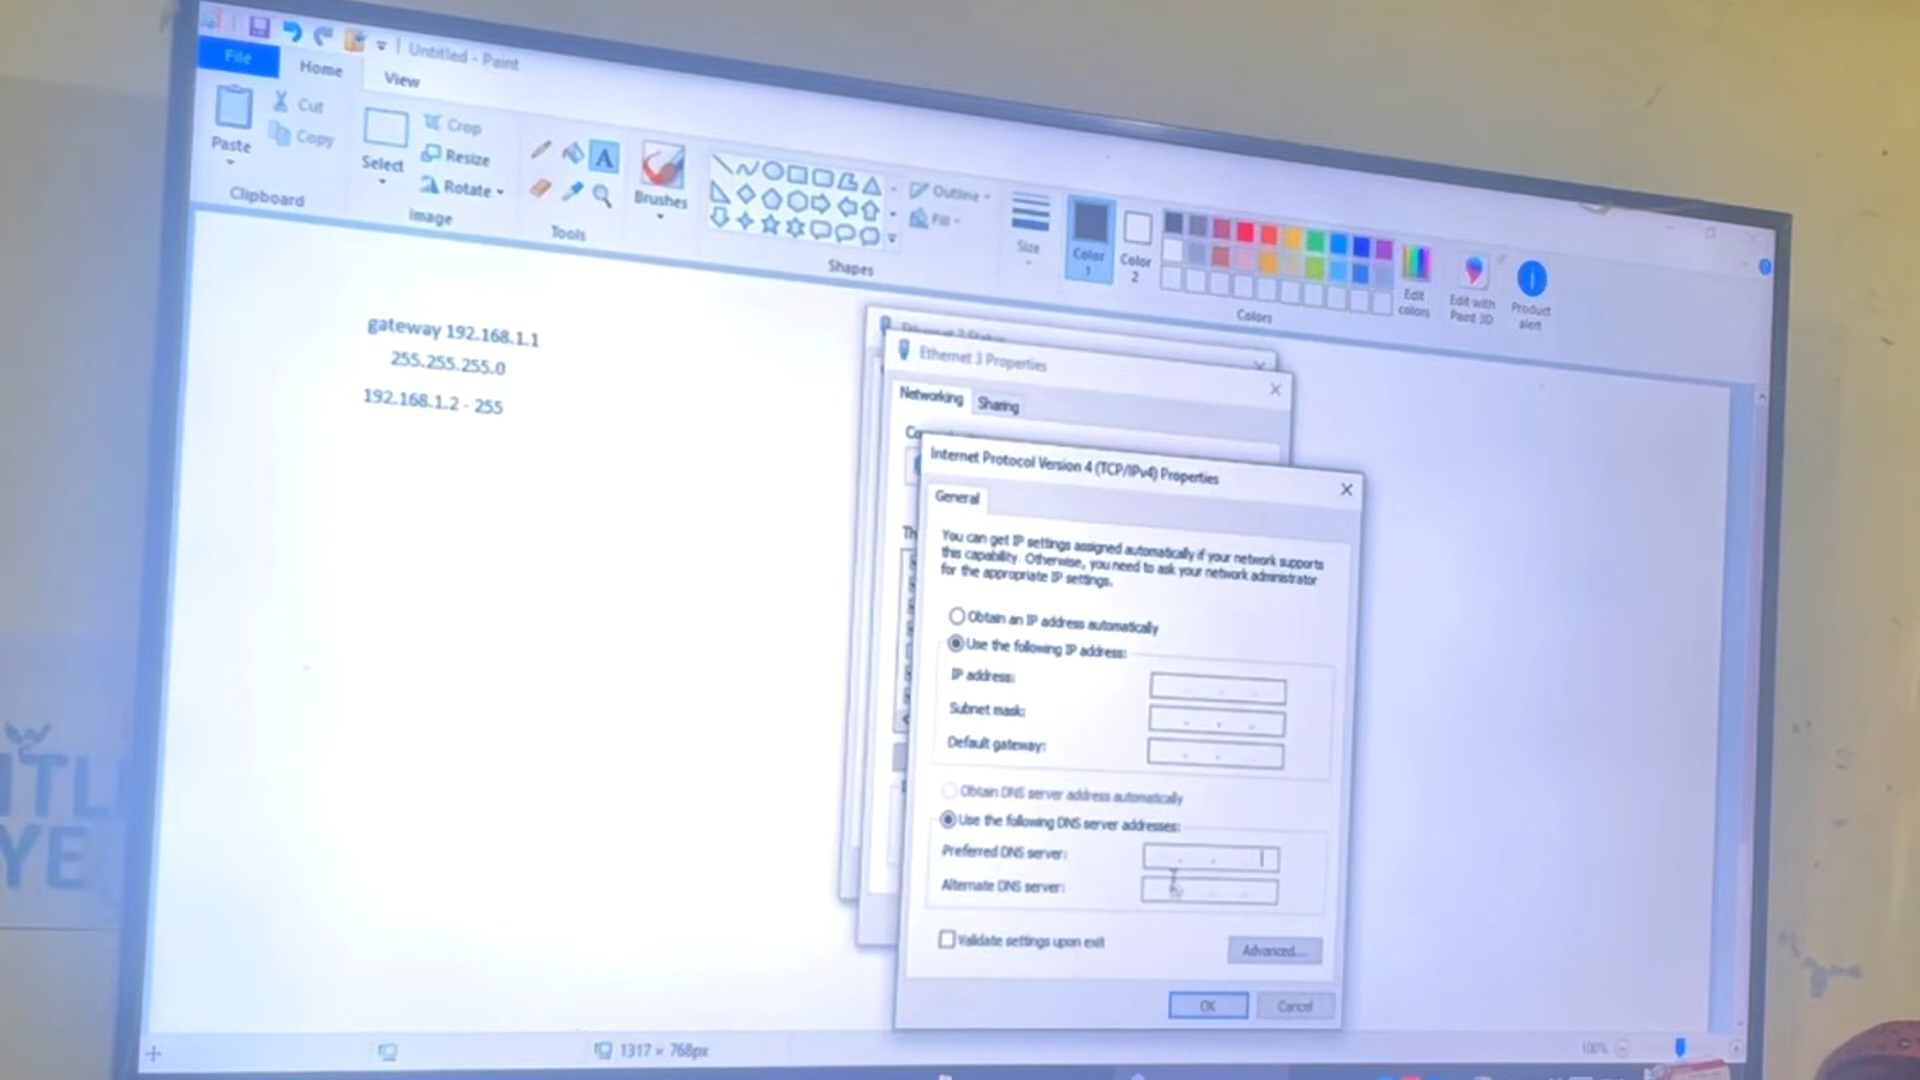 Untitled - Paint
File
Home
View
Paste
Cut
Copy
Clipboard
Select
Crop
Resize
Rotate
Image
Tools
Brushes
Shapes
Outline
Fill
Size
Color
1
Color
2
Colors
Edit
colors
Edit with
Paint 3D
Product
alert
gateway 192.168.1.1
255.255.255.0
192.168.1.2 - 255
Ethernet 3 Properties
Networking
Sharing
Internet Protocol Version 4 (TCP/IPv4) Properties
General
You can get IP settings assigned automatically if your network supports
this capability. Otherwise, you need to ask your network administrator
for the appropriate IP settings.
Obtain an IP address automatically
Use the following IP address:
IP address:
Subnet mask:
Default gateway:
Obtain DNS server address automatically
Use the following DNS server addresses:
Preferred DNS server:
Alternate DNS server:
Validate settings upon exit
Advanced...
OK
Cancel
1317 × 768px
100%